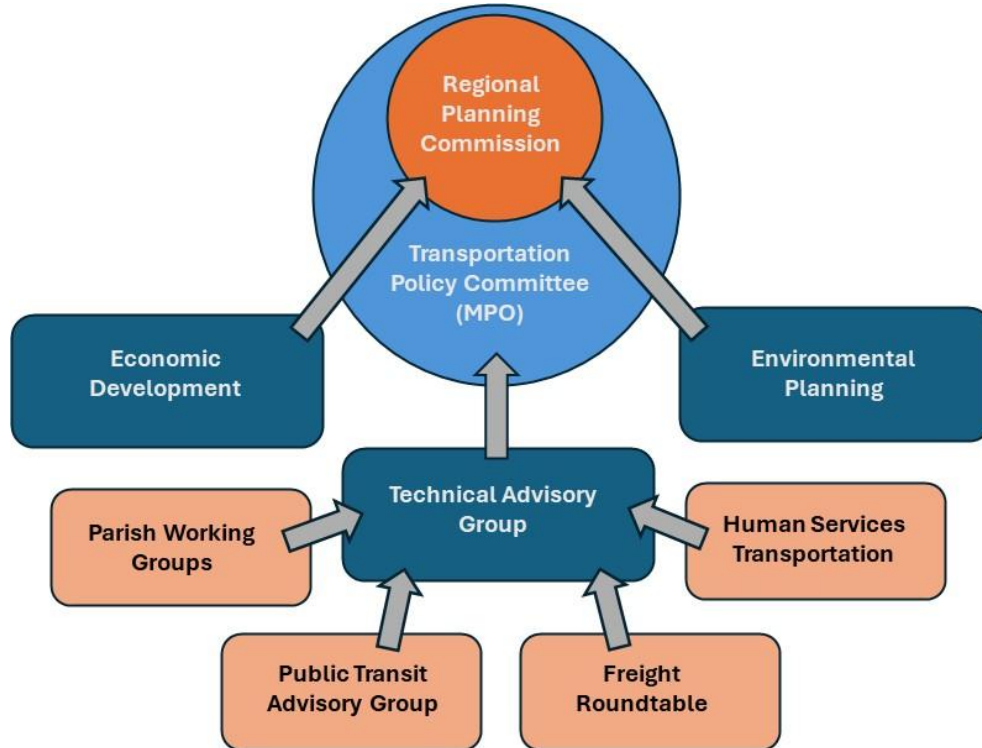 Regional
Planning
Commission
Transportation
Policy Committee
(MPO)
Economic
Development
Environmental
Planning
Technical Advisory
Group
Parish Working
Groups
Human Services
Transportation
Public Transit
Advisory Group
Freight
Roundtable